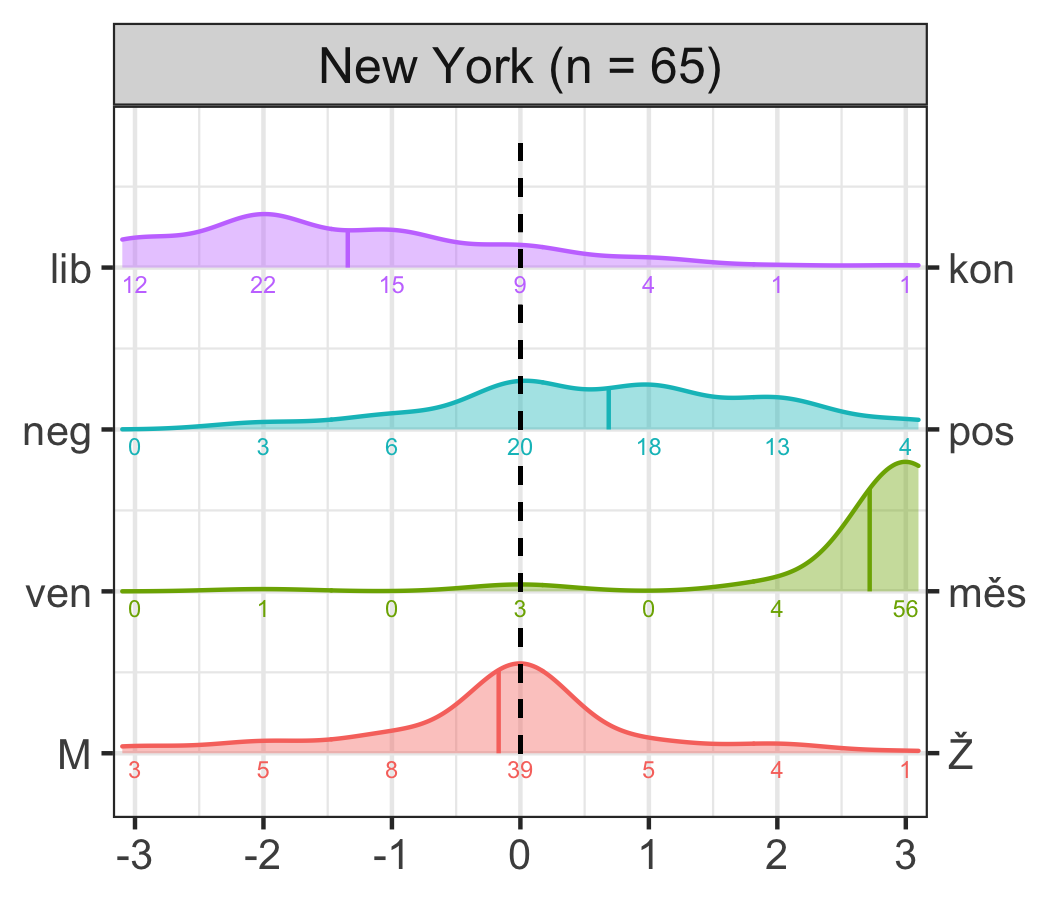 New York (n = 65)
lib kon
12 22 15 9 4 1 1
neg pos
0 3 6 20 18 13 4
ven měs
0 1 0 3 0 4 56
M Ž
3 5 8 39 5 4 1
-3 -2 -1 0 1 2 3